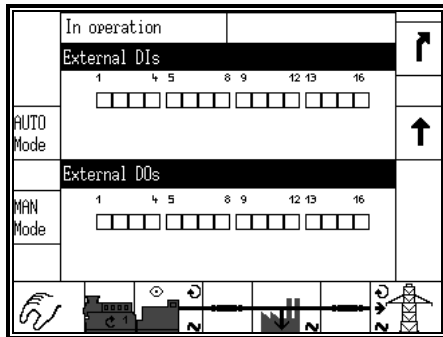 In operation
External DIs
1 4 5 8 9 12 13 16
AUTO
Mode
External DOs
1 4 5 8 9 12 13 16
MAN
Mode
1